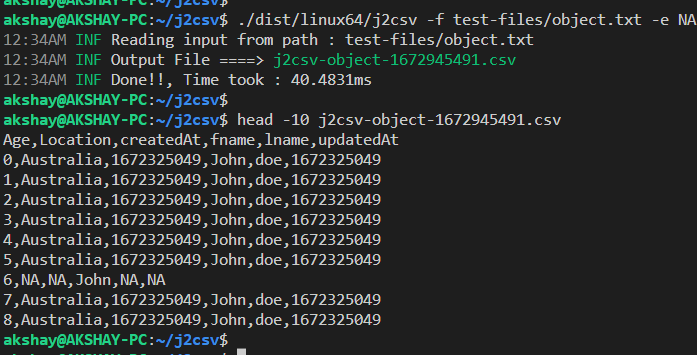 akshay@AKSHAY-PC:~/j2csv$ ./dist/linux64/j2csv -f test-files/object.txt -e NA
12:34AM INF Reading input from path : test-files/object.txt
12:34AM INF Output File ====> j2csv-object-1672945491.csv
12:34AM INF Done!!, Time took : 40.4831ms
akshay@AKSHAY-PC:~/j2csv$
akshay@AKSHAY-PC:~/j2csv$ head -10 j2csv-object-1672945491.csv
Age,Location,createdAt,fname,lname,updatedAt
0,Australia,1672325049,John,doe,1672325049
1,Australia,1672325049,John,doe,1672325049
2,Australia,1672325049,John,doe,1672325049
3,Australia,1672325049,John,doe,1672325049
4,Australia,1672325049,John,doe,1672325049
5,Australia,1672325049,John,doe,1672325049
6,NA,NA,John,NA,NA
7,Australia,1672325049,John,doe,1672325049
8,Australia,1672325049,John,doe,1672325049
akshay@AKSHAY-PC:~/j2csv$